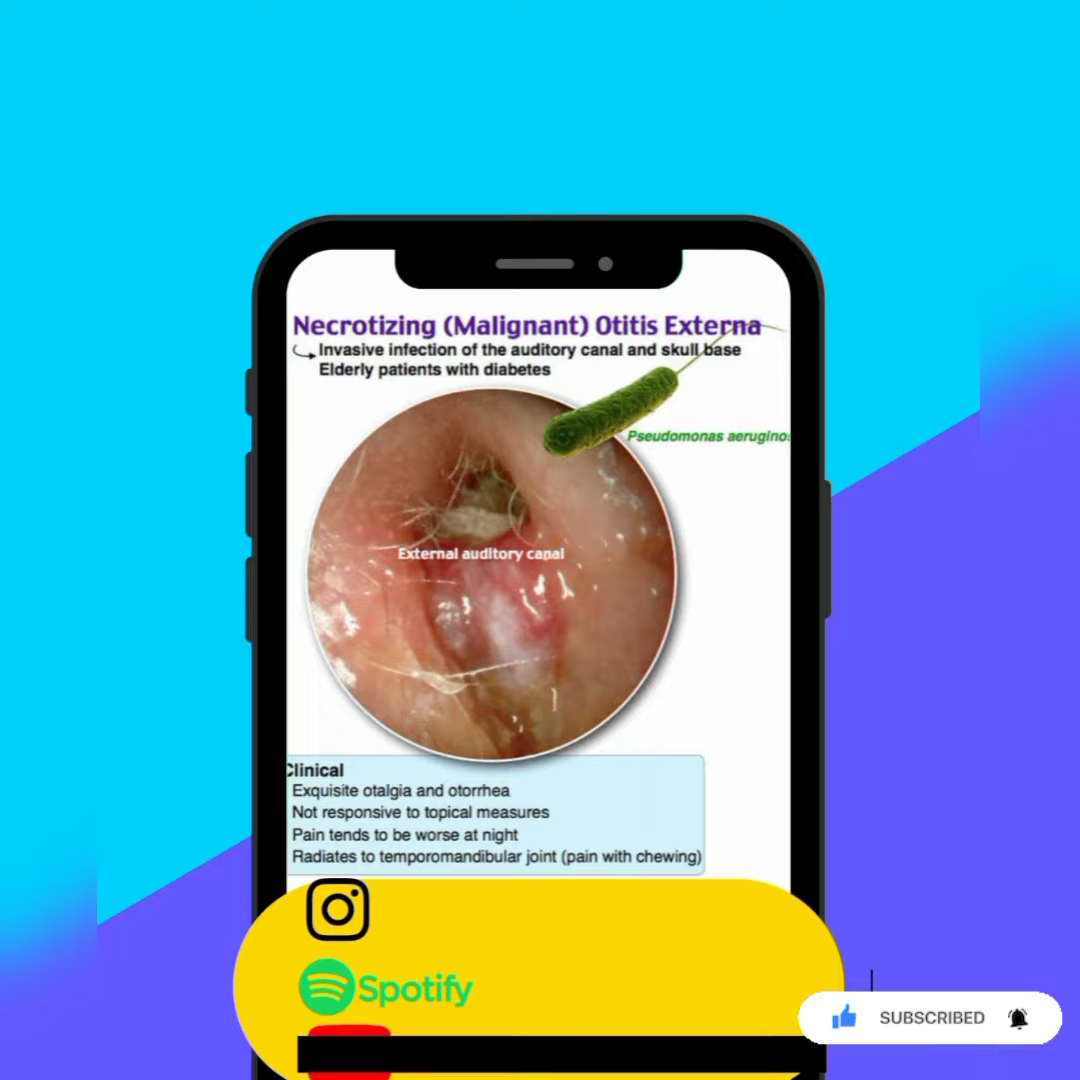 Necrotizing (Malignant) Otitis Externa
Invasive infection of the auditory canal and skull base
Elderly patients with diabetes
Pseudomonas aeruginos
External auditory canal
Clinical
Exquisite otalgia and otorrhea
Not responsive to topical measures
Pain tends to be worse at night
Radiates to temporomandibular joint (pain with chewing)
Spotify
SUBSCRIBED